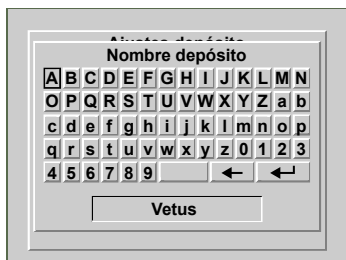 Ajustes depósito
Nombre depósito
A B C D E F G H I J K L M N
O P Q R S T U V W X Y Z a b
c d e f g h i j k l m n o p
q r s t u v w x y z 0 1 2 3
4 5 6 7 8 9 ← ↵
Vetus